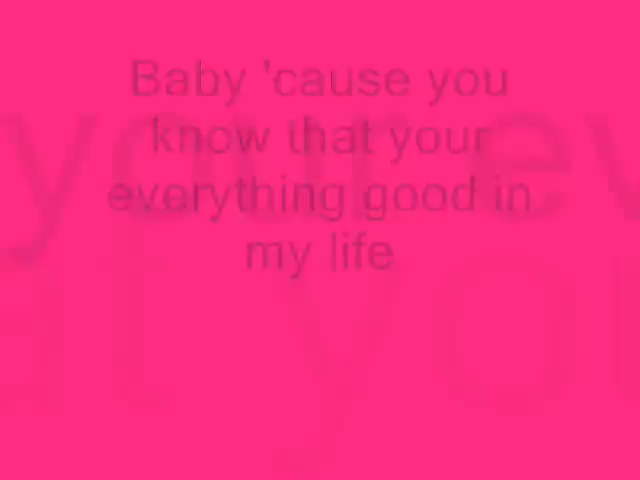 Baby 'cause you
know that your
everything good in
my life